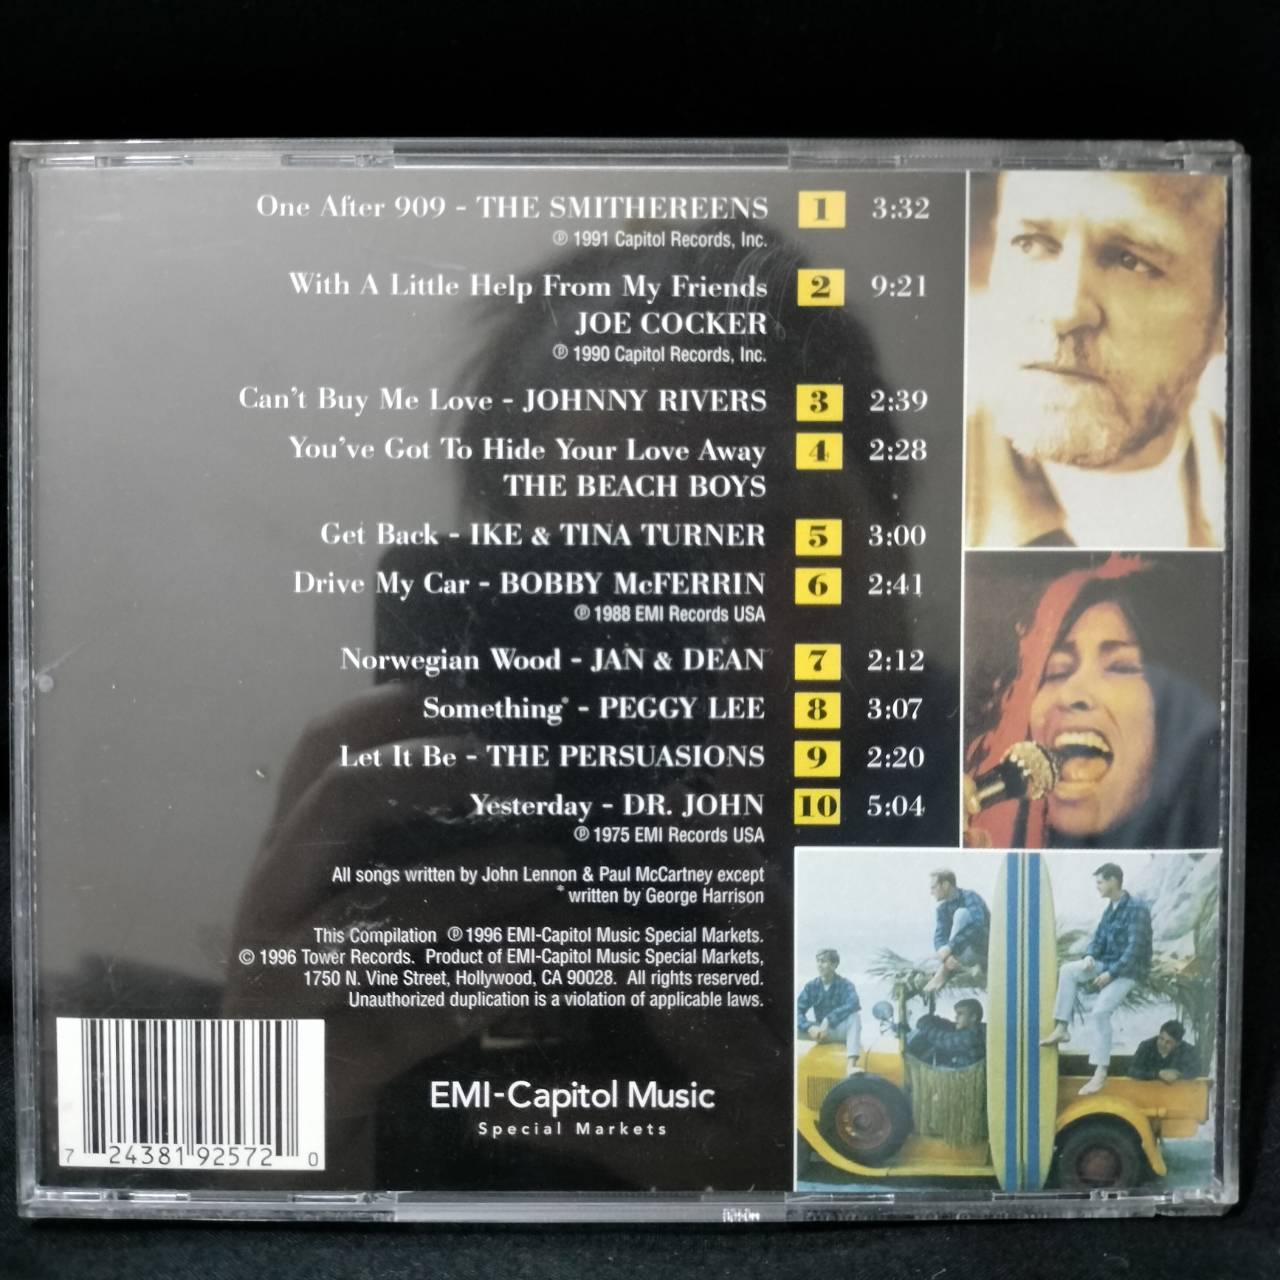 One After 909 - THE SMITHEREENS 1 3:32
℗ 1991 Capitol Records, Inc.
With A Little Help From My Friends 2 9:21
JOE COCKER
℗ 1990 Capitol Records, Inc.
Can't Buy Me Love - JOHNNY RIVERS 3 2:39
You've Got To Hide Your Love Away 4 2:28
THE BEACH BOYS
Get Back - IKE & TINA TURNER 5 3:00
Drive My Car - BOBBY McFERRIN 6 2:41
℗ 1988 EMI Records USA
Norwegian Wood - JAN & DEAN 7 2:12
Something* - PEGGY LEE 8 3:07
Let It Be - THE PERSUASIONS 9 2:20
Yesterday - DR. JOHN 10 5:04
℗ 1975 EMI Records USA
All songs written by John Lennon & Paul McCartney except
* written by George Harrison
This Compilation ℗ 1996 EMI-Capitol Music Special Markets.
© 1996 Tower Records. Product of EMI-Capitol Music Special Markets,
1750 N. Vine Street, Hollywood, CA 90028. All rights reserved.
Unauthorized duplication is a violation of applicable laws.
EMI-Capitol Music
Special Markets
7 24381 92572 0